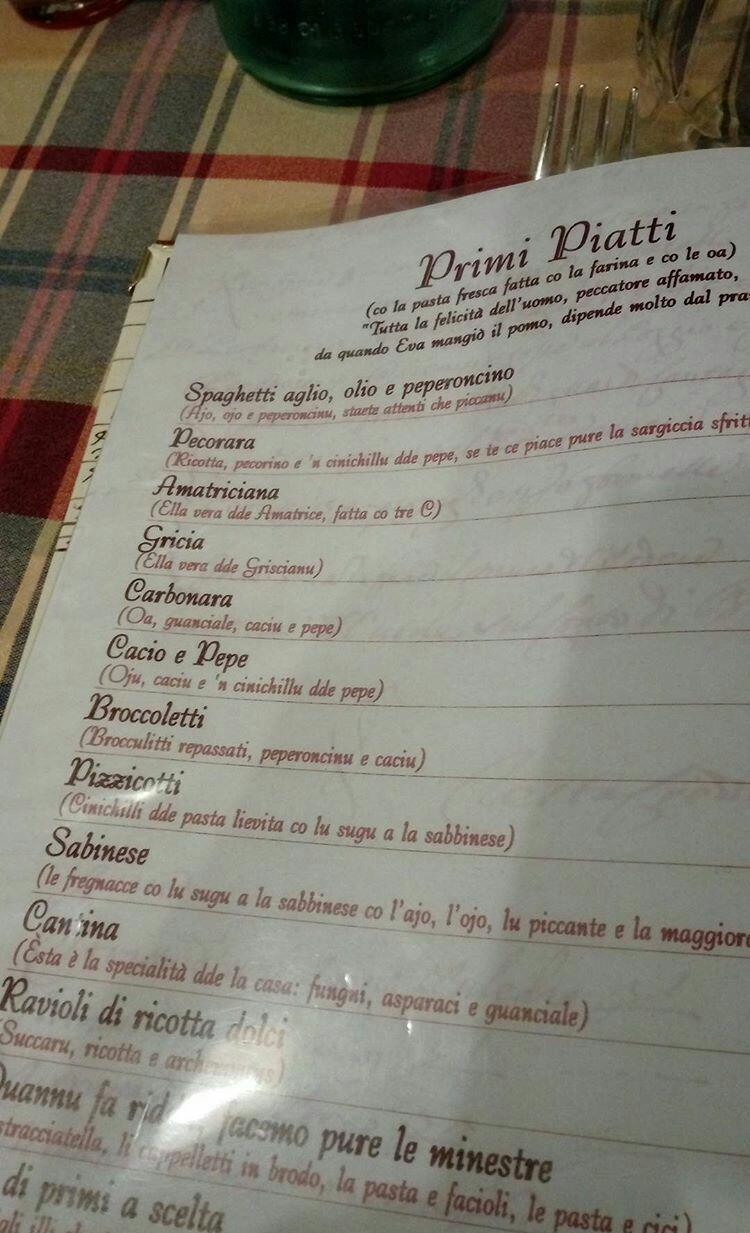 Primi Piatti
(co la pasta fresca fatta co la farina e co le oa)
"Tutta la felicità dell'uomo, peccatore affamato,
da quando Eva mangiò il pomo, dipende molto dal
Spaghetti aglio, olio e peperoncino
(Ajo, ojo e peperoncinu, staete attenti che piccanu)
Pecorara
(Ricotta, pecorino e 'n cinichillu dde pepe, se te ce piace pure la sargiccia
Amatriciana
(Ella vera dde Amatrice, fatta co tre C)
Gricia
(Ella vera dde Griscianu)
Carbonara
(Oa, guanciale, caciu e pepe)
Cacio e Pepe
(Oju, caciu e 'n cinichillu dde pepe)
Broccoletti
(Brocculitti repassati, peperoncinu e caciu)
Pizzicotti
(Cinichilli dde pasta lievita co lu sugu a la sabbinese)
Sabinese
(le fregnacce co lu sugu a la sabbinese co l'ajo, l'ojo, lu piccante e la
Cantina
(Èsta è la specialità dde la casa: fungni, asparaci e guanciale)
Ravioli di ricotta dolci
(Succaru, ricotta e
Quannu fa facemo pure le minestre
stracciatella, li cappelletti in brodo, la pasta e facioli, le pasta e cici)
di primi a scelta